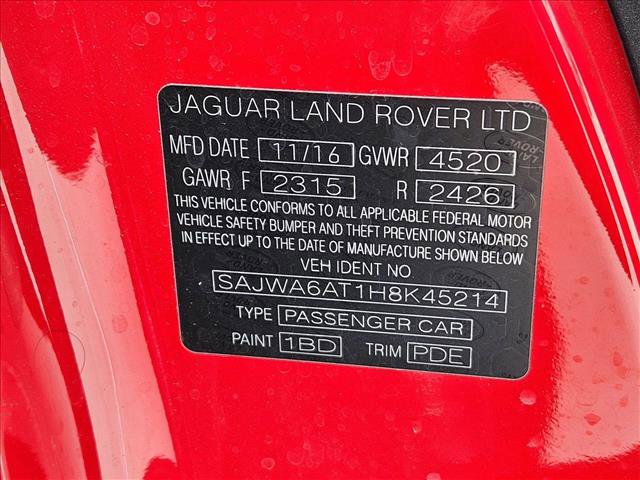 JAGUAR LAND ROVER LTD
MFD DATE 11/16 GVWR 4520
GAWR F 2315 R 2426
THIS VEHICLE CONFORMS TO ALL APPLICABLE FEDERAL MOTOR
VEHICLE SAFETY BUMPER AND THEFT PREVENTION STANDARDS
IN EFFECT UP TO THE DATE OF MANUFACTURE SHOWN BELOW
VEH IDENT NO
SAJWA6AT1H8K45214
TYPE PASSENGER CAR
PAINT 1BD TRIM PDE